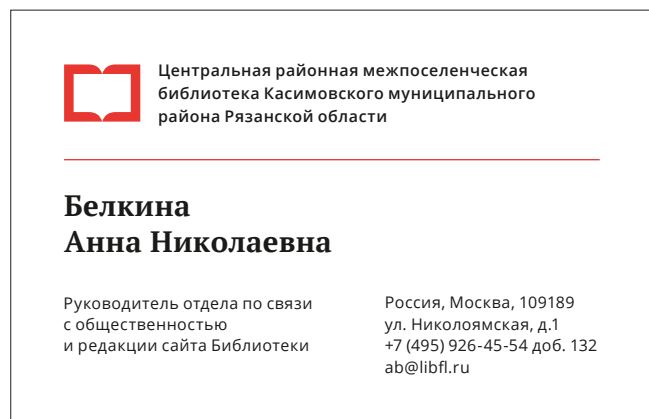 Центральная районная межпоселенческая
библиотека Касимовского муниципального
района Рязанской области
Белкина
Анна Николаевна
Руководитель отдела по связи
с общественностью
и редакции сайта Библиотеки
Россия, Москва, 109189
ул. Николоямская, д.1
+7 (495) 926-45-54 доб. 132
ab@libfl.ru